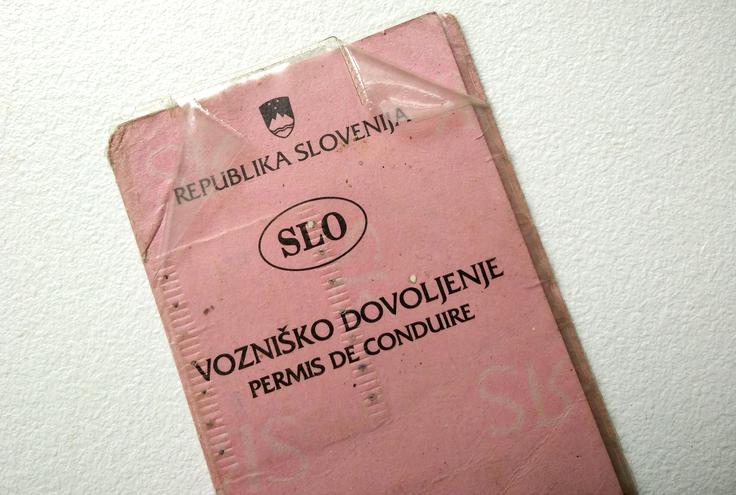 REPUBLIKA SLOVENIJA
SLO
VOZNIŠKO DOVOLJENJE
PERMIS DE CONDUIRE